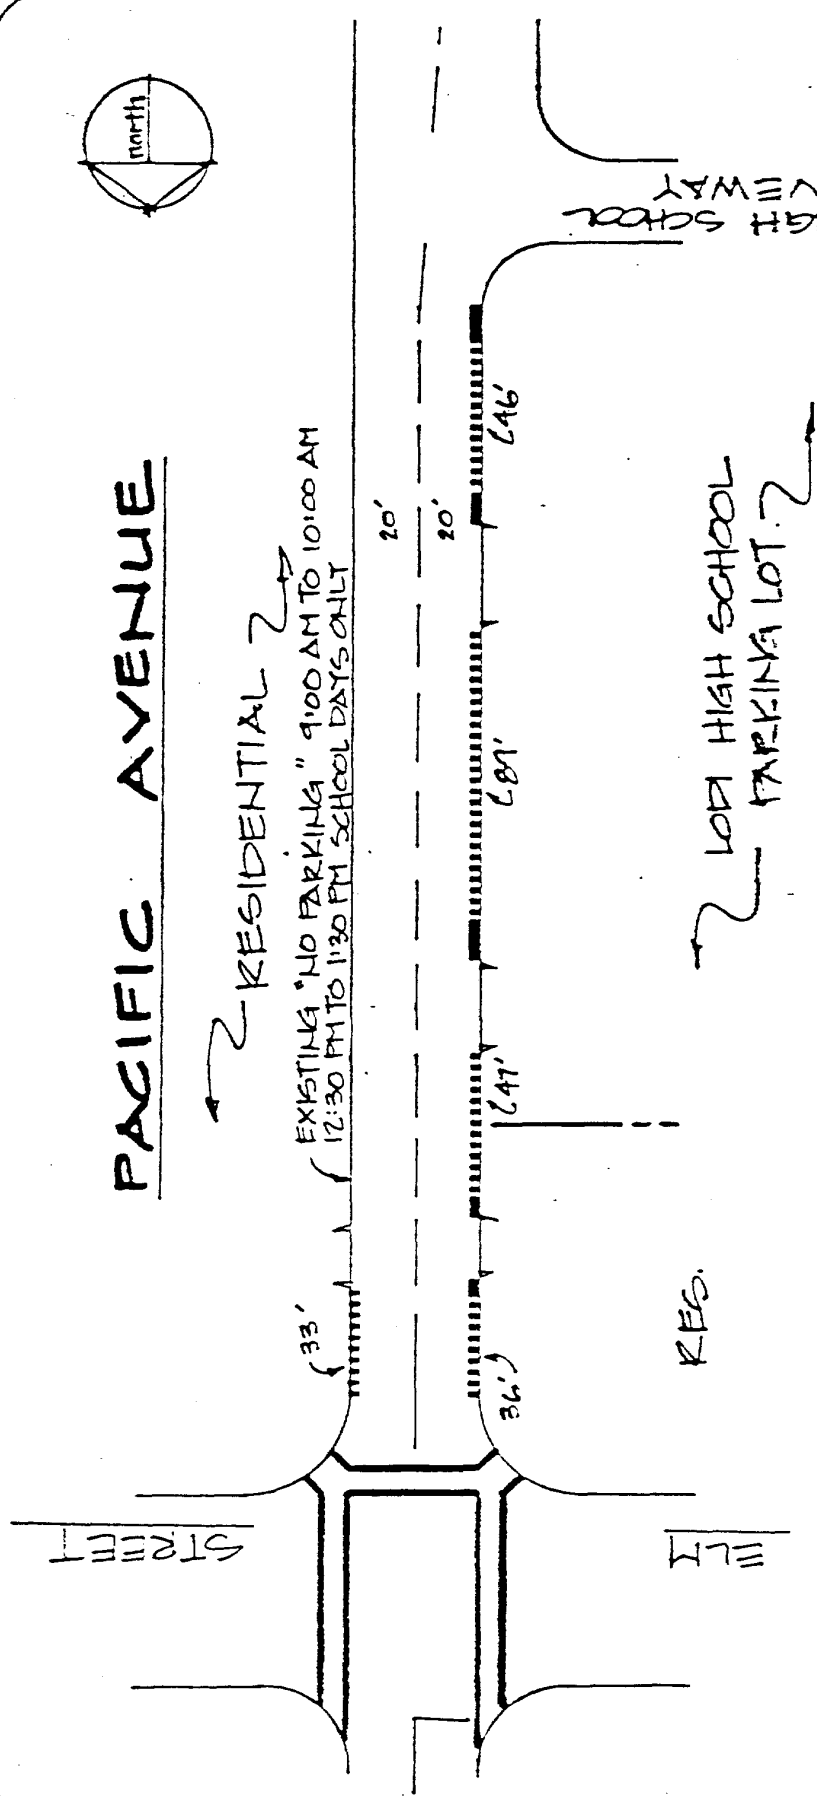 north
PACIFIC AVENUE
RESIDENTIAL
EXISTING "NO PARKING" 9:00 AM TO 10:00 AM
12:30 PM TO 1:30 PM SCHOOL DAYS ONLY
33'
20'
20'
36'
47'
87'
46'
RES.
LODI HIGH SCHOOL
PARKING LOT.
GH SCHOOL
VEWAY
ELM
STREET